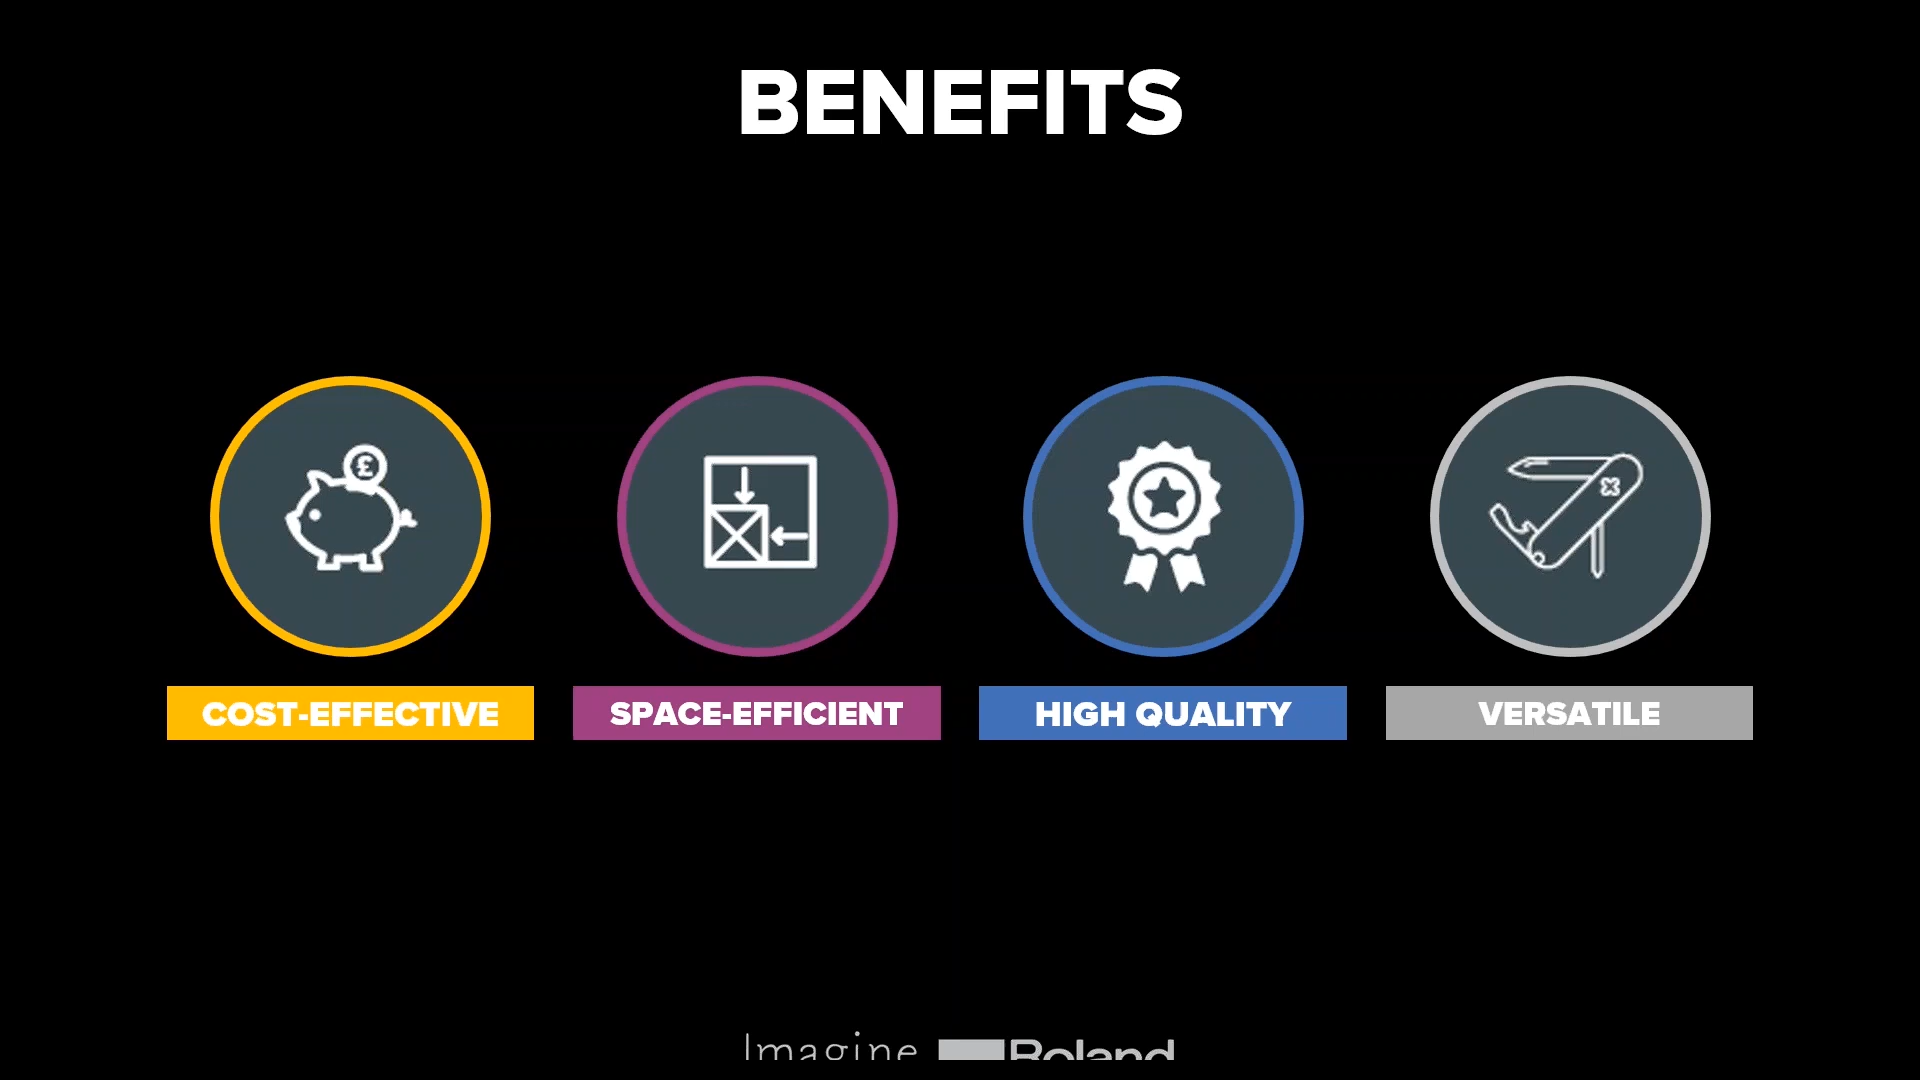 BENEFITS
£
COST-EFFECTIVE
SPACE-EFFICIENT
HIGH QUALITY
VERSATILE
Imagine Roland